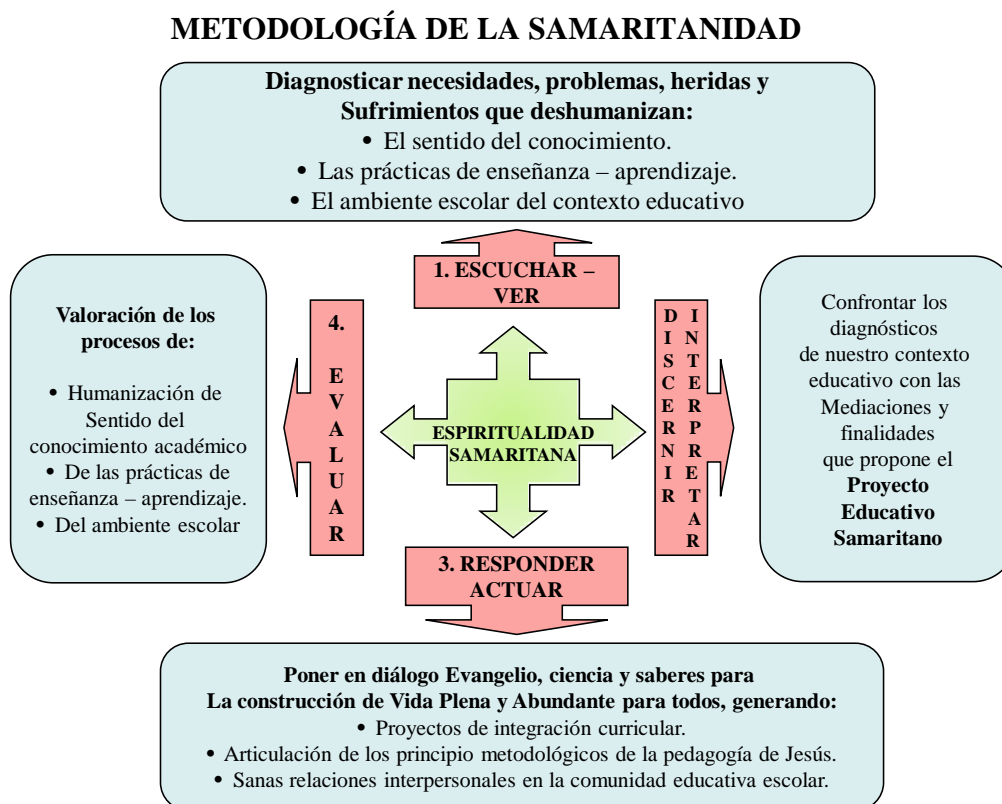 METODOLOGÍA DE LA SAMARITANIDAD
Diagnosticar necesidades, problemas, heridas y
Sufrimientos que deshumanizan:
• El sentido del conocimiento.
• Las prácticas de enseñanza – aprendizaje.
• El ambiente escolar del contexto educativo
1. ESCUCHAR –
VER
DISCERNIR
INTERPRETAR
Confrontar los
diagnósticos
de nuestro contexto
educativo con las
Mediaciones y
finalidades
que propone el
Proyecto
Educativo
Samaritano
ESPIRITUALIDAD
SAMARITANA
3. RESPONDER
ACTUAR
Poner en diálogo Evangelio, ciencia y saberes para
La construcción de Vida Plena y Abundante para todos, generando:
• Proyectos de integración curricular.
• Articulación de los principio metodológicos de la pedagogía de Jesús.
• Sanas relaciones interpersonales en la comunidad educativa escolar.
4.
EVALUAR
Valoración de los
procesos de:
• Humanización de
Sentido del
conocimiento académico
• De las prácticas de
enseñanza – aprendizaje.
• Del ambiente escolar